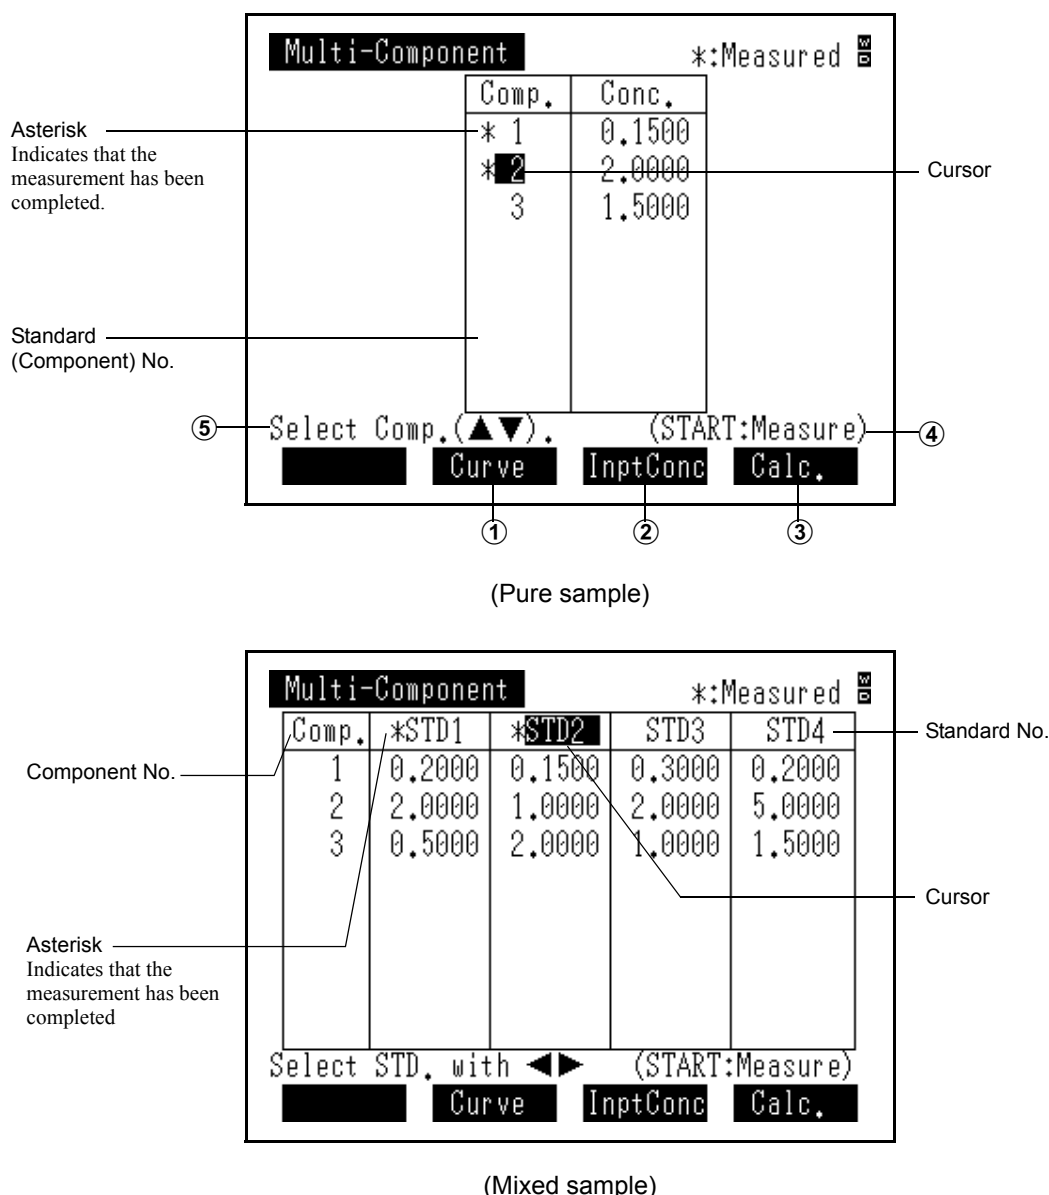 Multi-Component *:Measured W D
Comp. Conc.
* 1 0.1500
* 2 2.0000
3 1.5000
Asterisk
Indicates that the
measurement has been
completed.
Cursor
Standard
(Component) No.
⑤ Select Comp.(▲▼). (START:Measure) ④
Curve InptConc Calc.
① ② ③
(Pure sample)
Multi-Component *:Measured W D
Comp. *STD1 *STD2 STD3 STD4
1 0.2000 0.1500 0.3000 0.2000
2 2.0000 1.0000 2.0000 5.0000
3 0.5000 2.0000 1.0000 1.5000
Standard No.
Component No.
Cursor
Asterisk
Indicates that the
measurement has been
completed
Select STD. with ◀▶ (START:Measure)
Curve InptConc Calc.
(Mixed sample)